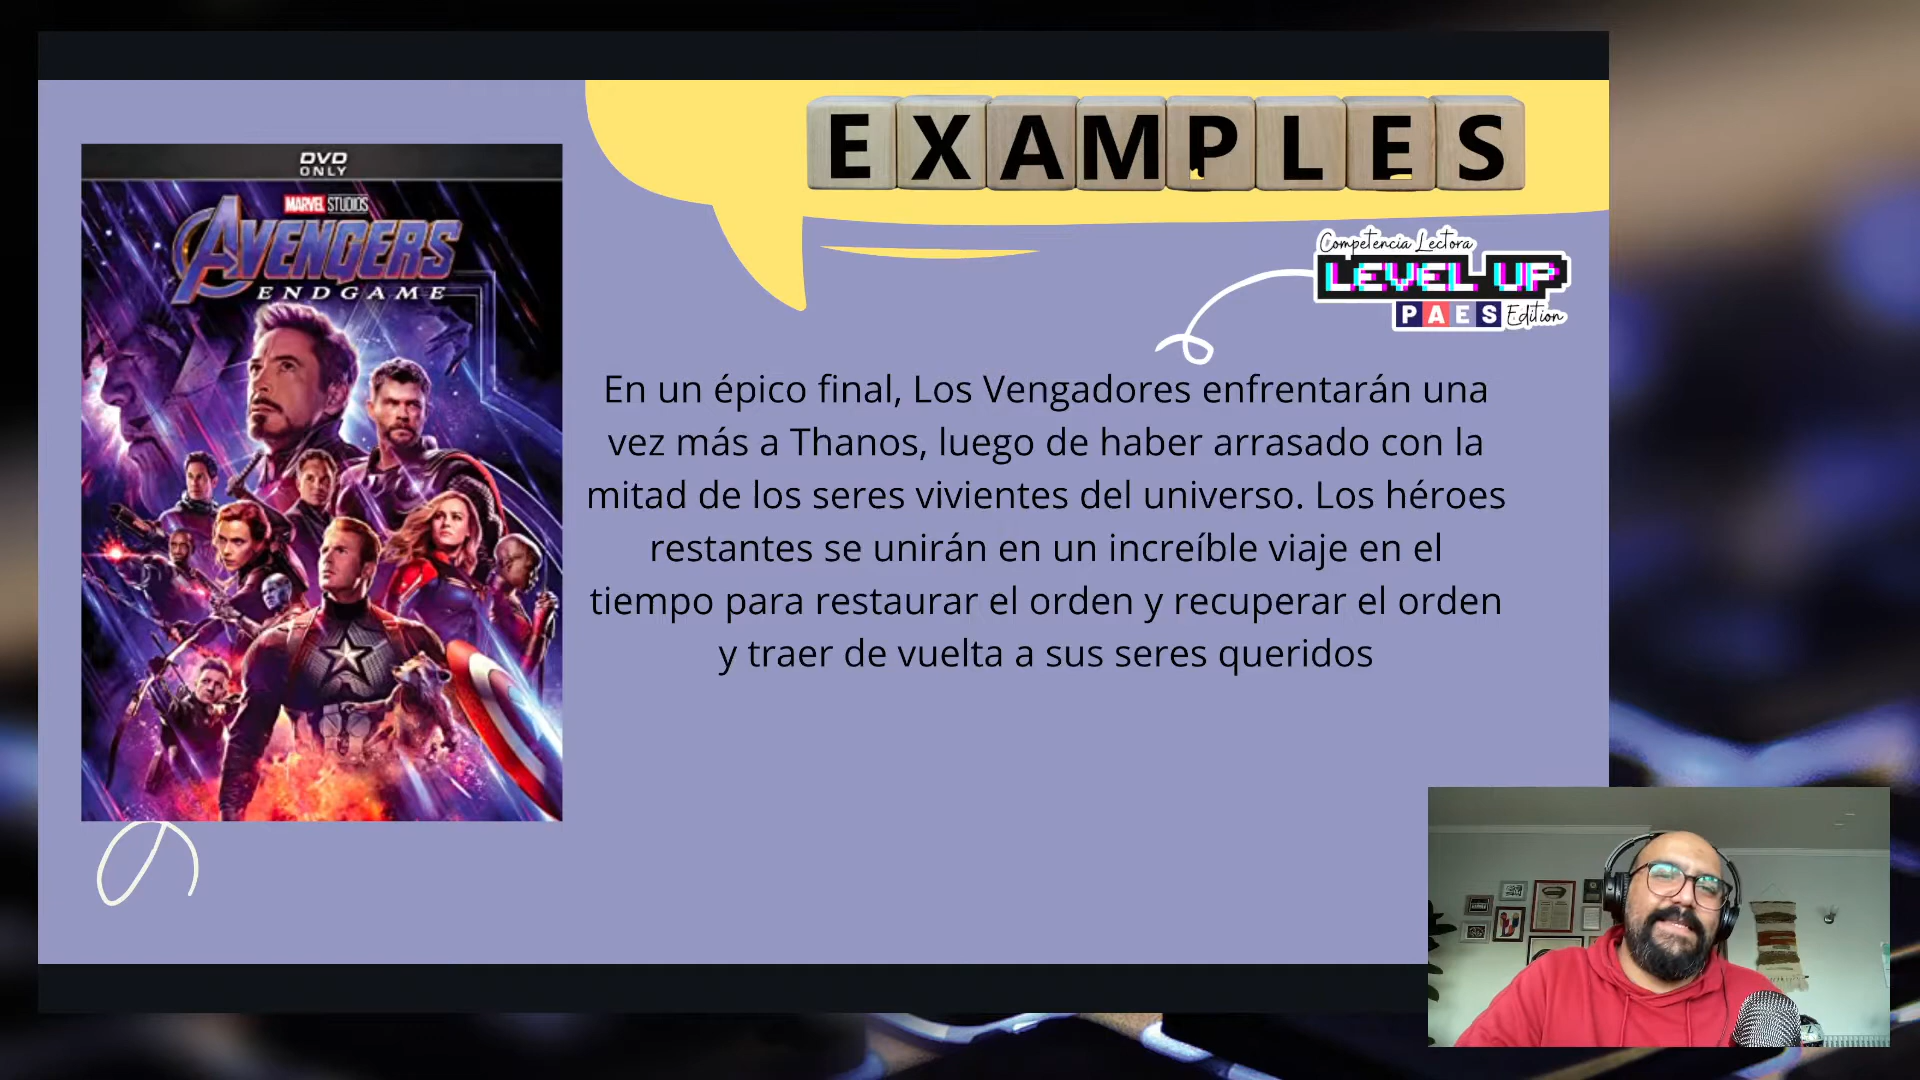 EXAMPLES
DVD
ONLY
MARVEL STUDIOS
AVENGERS
ENDGAME
Competencia Lectora
LEVEL UP
PAES Edition
En un épico final, Los Vengadores enfrentarán una
vez más a Thanos, luego de haber arrasado con la
mitad de los seres vivientes del universo. Los héroes
restantes se unirán en un increíble viaje en el
tiempo para restaurar el orden y recuperar el orden
y traer de vuelta a sus seres queridos